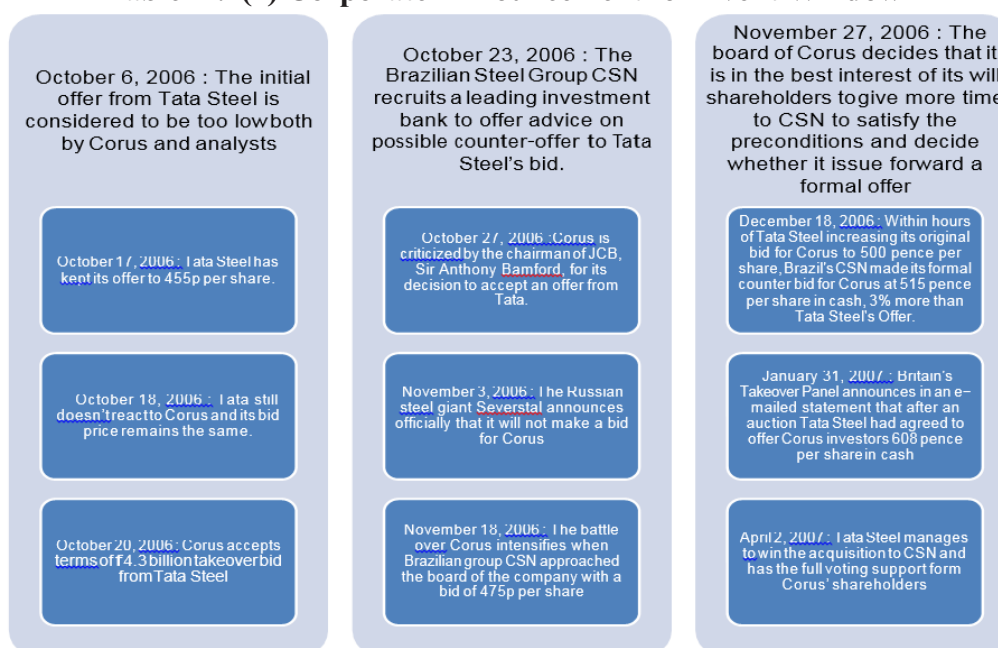 October 6, 2006 : The initial
offer from Tata Steel is
considered to be too lowboth
by Corus and analysts
October 17, 2006 : Tata Steel has
kept its offer to 455p per share.
October 18, 2006 : Tata still
doesn'treactto Corus and its bid
price remains the same.
October 20, 2006: Corus accepts
termsof₤4.3billiontakeoverbid
fromTata Steel
October 23, 2006 : The
Brazilian Steel Group CSN
recruits a leading investment
bank to offer advice on
possible counter-offer to Tata
Steel's bid.
October 27, 2006 :Corus is
criticized by the chairman of JCB,
Sir Anthony Bamford, for its
decision to accept an offer from
Tata.
November 3, 2006 : The Russian
steel giant Severstal announces
officially that it will not make a bid
for Corus
November 18, 2006 : The battle
over Corus intensifies when
Brazilian group CSN approached
the board of the company with a
bid of 475p per share
November 27, 2006 : The
board of Corus decides that it
is in the best interest of its will
shareholders togive more time
to CSN to satisfy the
preconditions and decide
whether it issue forward a
formal offer
December 18, 2006 : Within hours
of Tata Steel increasing its original
bid for Corus to 500 pence per
share, Brazil's CSN made its formal
counter bid for Corus at 515 pence
per share in cash, 3% more than
Tata Steel's Offer.
January 31, 2007 : Britain's
Takeover Panel announces in an e–
mailed statement that after an
auction Tata Steel had agreed to
offer Corus investors 608 pence
per share in cash
April 2, 2007 : Tata Steel manages
to win the acquisition to CSN and
has the full voting support form
Corus' shareholders